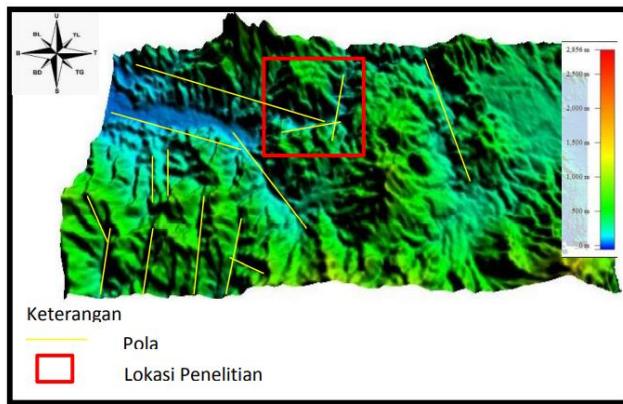 U
BL TL
B T
BD TG
S
2,056 m
2,500 m
2,000 m
1,500 m
1,000 m
500 m
0 m
Keterangan
Pola
Lokasi Penelitian